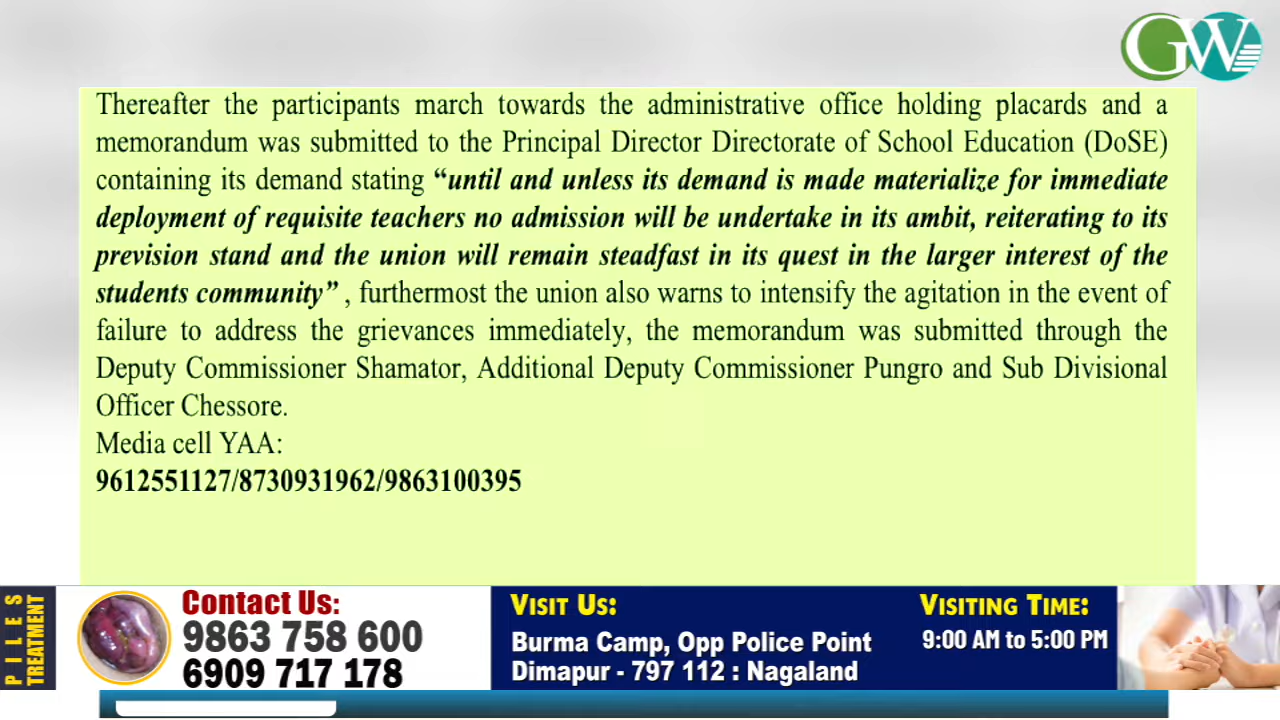 GW
Thereafter the participants march towards the administrative office holding placards and a
memorandum was submitted to the Principal Director Directorate of School Education (DoSE)
containing its demand stating “until and unless its demand is made materialize for immediate
deployment of requisite teachers no admission will be undertake in its ambit, reiterating to its
prevision stand and the union will remain steadfast in its quest in the larger interest of the
students community” , furthermost the union also warns to intensify the agitation in the event of
failure to address the grievances immediately, the memorandum was submitted through the
Deputy Commissioner Shamator, Additional Deputy Commissioner Pungro and Sub Divisional
Officer Chessore.
Media cell YAA:
9612551127/8730931962/9863100395
PILES
TREATMENT
Contact Us:
9863 758 600
6909 717 178
Visit Us:
Burma Camp, Opp Police Point
Dimapur - 797 112 : Nagaland
Visiting Time:
9:00 AM to 5:00 PM